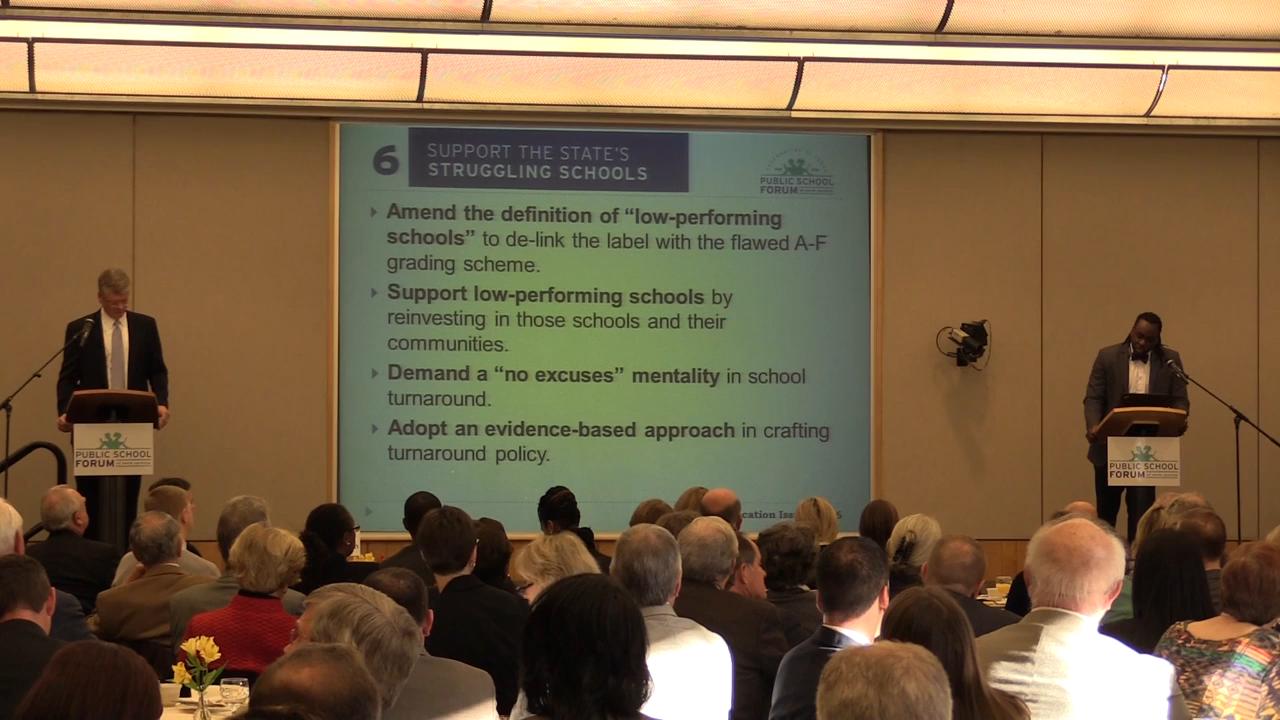 6
SUPPORT THE STATE'S
STRUGGLING SCHOOLS
PUBLIC SCHOOL
FORUM
Amend the definition of “low-performing
schools” to de-link the label with the flawed A-F
grading scheme.
Support low-performing schools by
reinvesting in those schools and their
communities.
Demand a “no excuses” mentality in school
turnaround.
Adopt an evidence-based approach in crafting
turnaround policy.
PUBLIC SCHOOL
FORUM
PUBLIC SCHOOL
FORUM